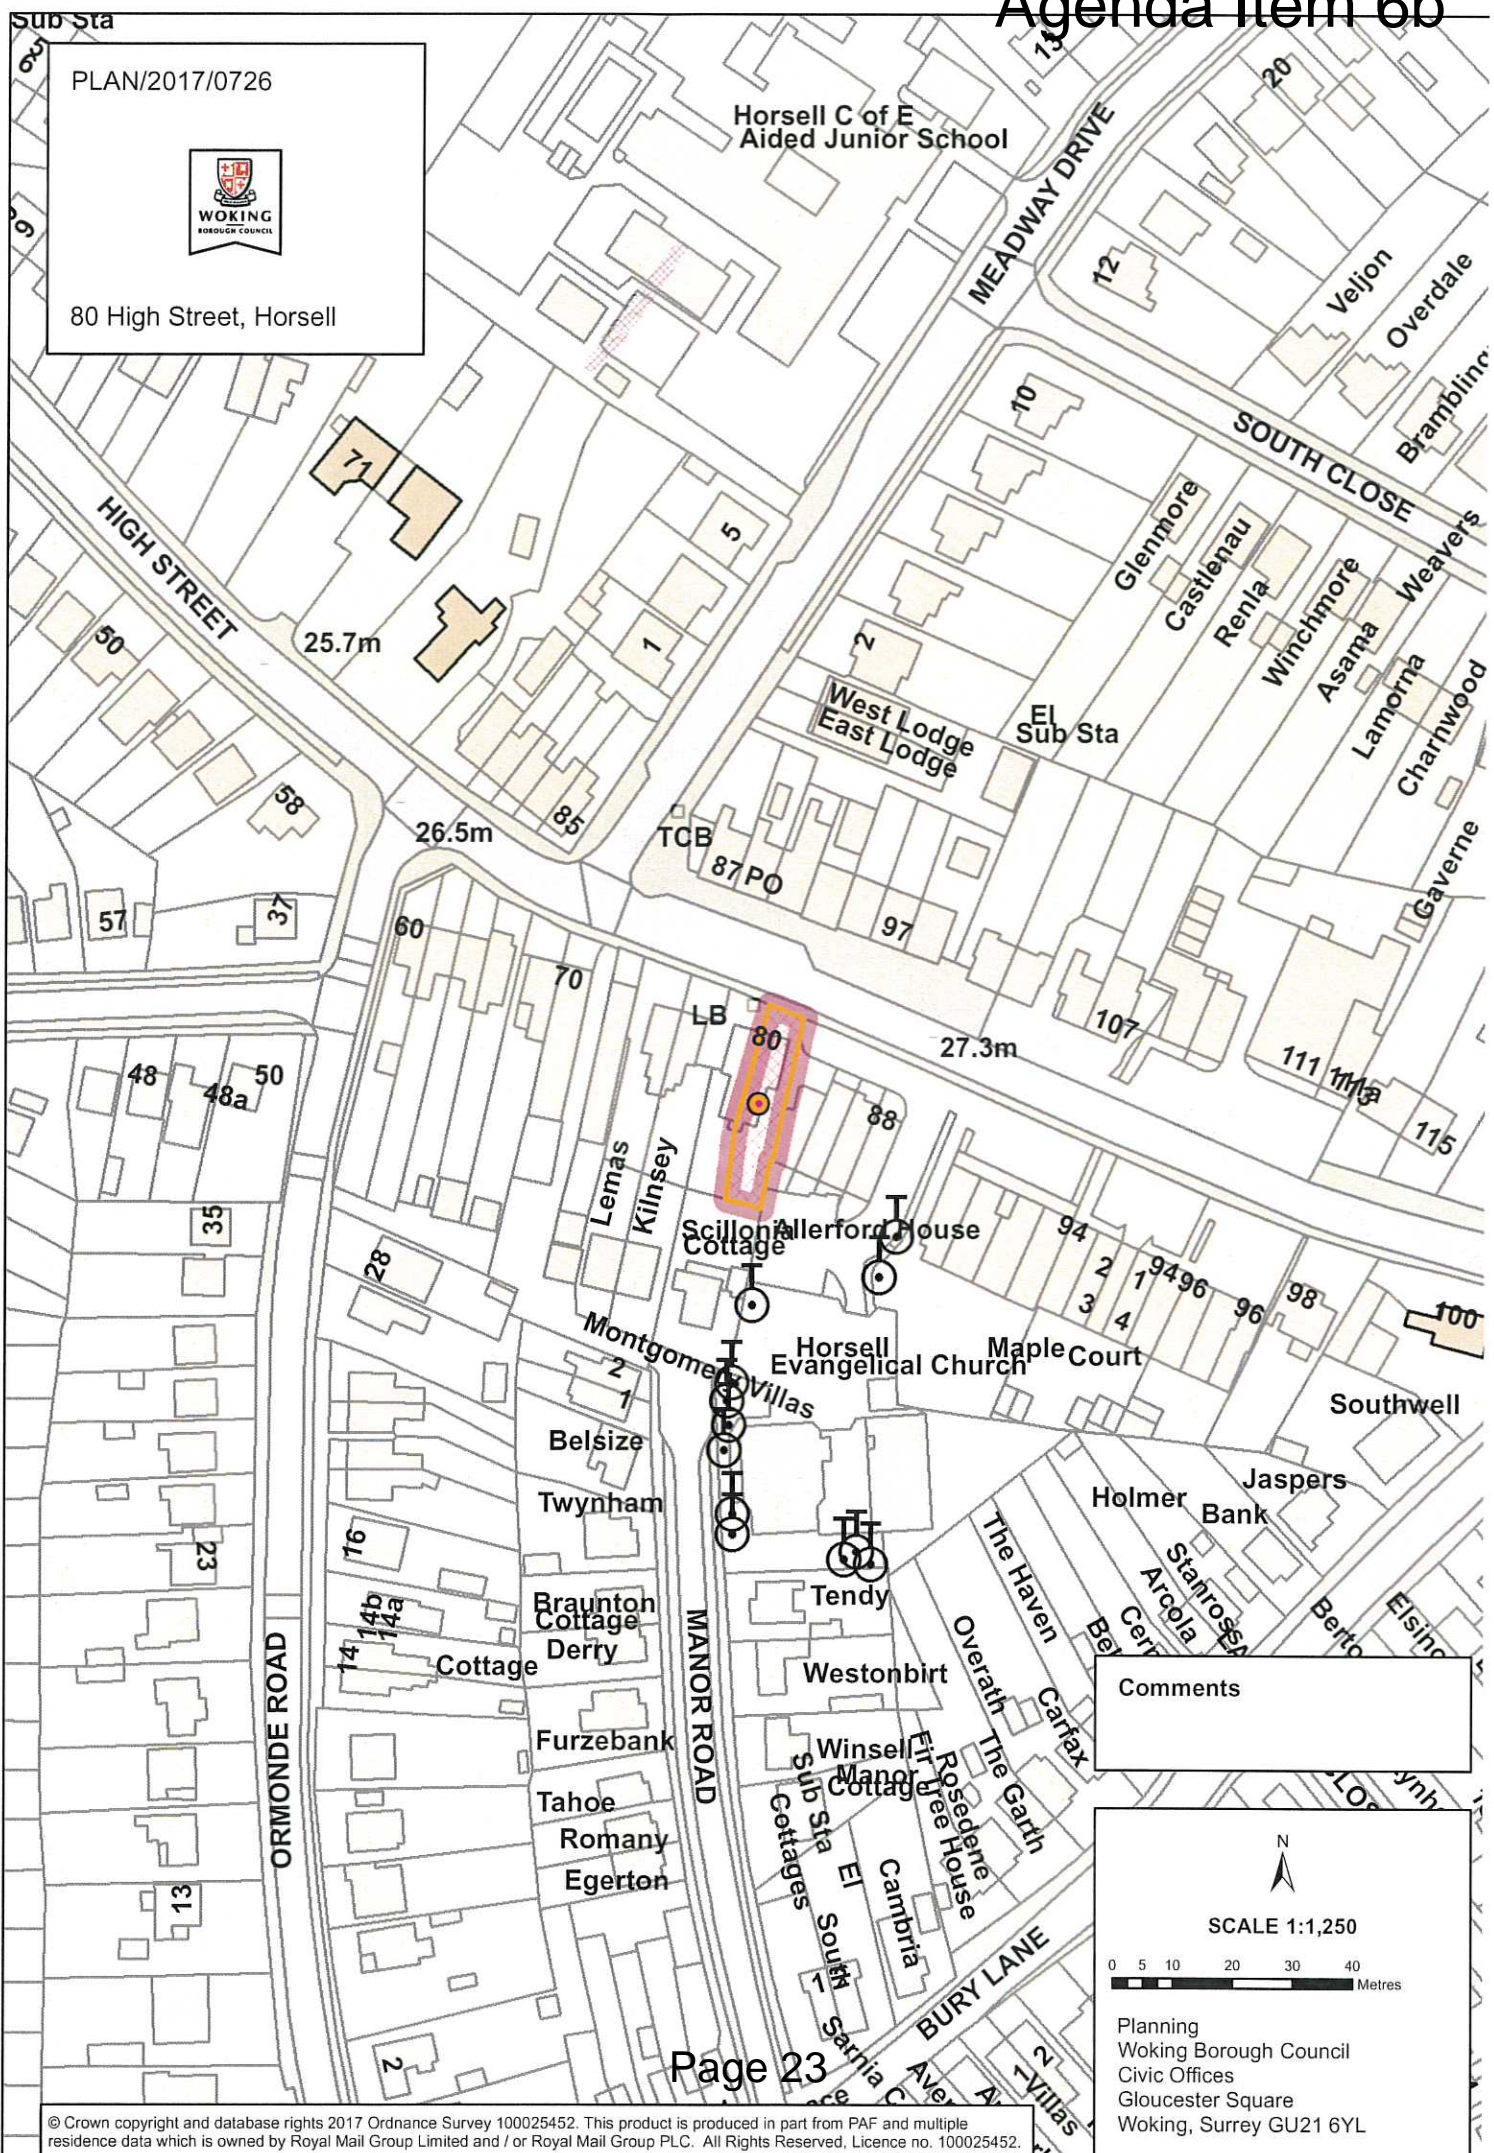 Agenda Item 6b
Sub Sta
PLAN/2017/0726
WOKING
BOROUGH COUNCIL
80 High Street, Horsell
Horsell C of E
Aided Junior School
MEADWAY DRIVE
13
20
12
Veljon
Overdale
10
SOUTH CLOSE
Glenmore
Castlenau
Renla
Winchmore
Asama
Weavers
Lamorna
Charnwood
Gaverne
71
HIGH STREET
25.7m
50
5
1
2
West Lodge
East Lodge
El
Sub Sta
58
26.5m
85
TCB
87
PO
97
57
37
60
70
LB
80
27.3m
107
111
115
48
48a
50
88
Lemas
Kilnsey
Scillonia
Cottage
Allerford House
94
2
1
94
96
3
4
96
98
100
35
28
Montgomery Villas
2
1
Horsell
Evangelical Church
Maple Court
Southwell
Belsize
Twynham
Holmer
Bank
Jaspers
16
23
14b
14a
14
Cottage
Braunton
Cottage
Derry
Tendy
The Haven
Stanross
Arcola
Westonbirt
Overath
Carfax
ORMONDE ROAD
MANOR ROAD
Furzebank
Winsell
Manor
Cottage
Fir Tree House
Rosedene
The Garth
Tahoe
Romany
Egerton
Sub Sta
El
South
Cottages
Cambria
13
1
2
BURY LANE
Sarnia
1
2
Villas
Comments
N
SCALE 1:1,250
0 5 10 20 30 40
Metres
Planning
Woking Borough Council
Civic Offices
Gloucester Square
Woking, Surrey GU21 6YL
Page 23
© Crown copyright and database rights 2017 Ordnance Survey 100025452. This product is produced in part from PAF and multiple
residence data which is owned by Royal Mail Group Limited and / or Royal Mail Group PLC. All Rights Reserved, Licence no. 100025452.